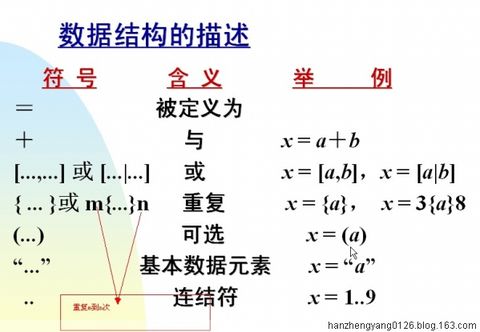 数据结构的描述
符 号 含 义 举 例
＝ 被定义为
＋ 与 x = a＋b
[...,...] 或 [...|...] 或 x = [a,b]，x = [a|b]
{ ... }或 m{...}n 重复 x = {a}， x = 3{a}8
(...) 可选 x = (a)
“...” 基本数据元素 x = “a”
.. 连结符 x = 1..9
重复m到n次
hanzhengyang0126.blog.163.com